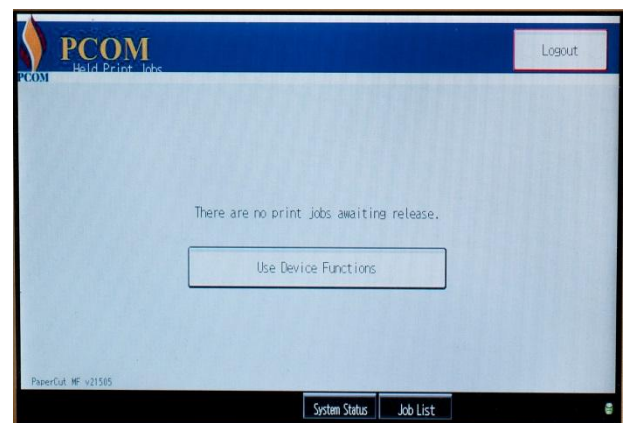 PCOM
Logout
Held Print Jobs
PCOM
There are no print jobs awaiting release.
Use Device Functions
PaperCut MF v21585
System Status
Job List